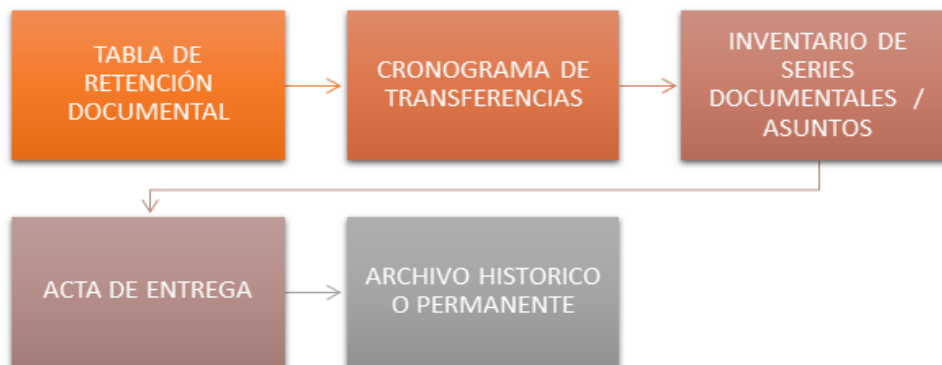 TABLA DE
RETENCIÓN
DOCUMENTAL
CRONOGRAMA DE
TRANSFERENCIAS
INVENTARIO DE
SERIES
DOCUMENTALES /
ASUNTOS
ACTA DE ENTREGA
ARCHIVO HISTORICO
O PERMANENTE